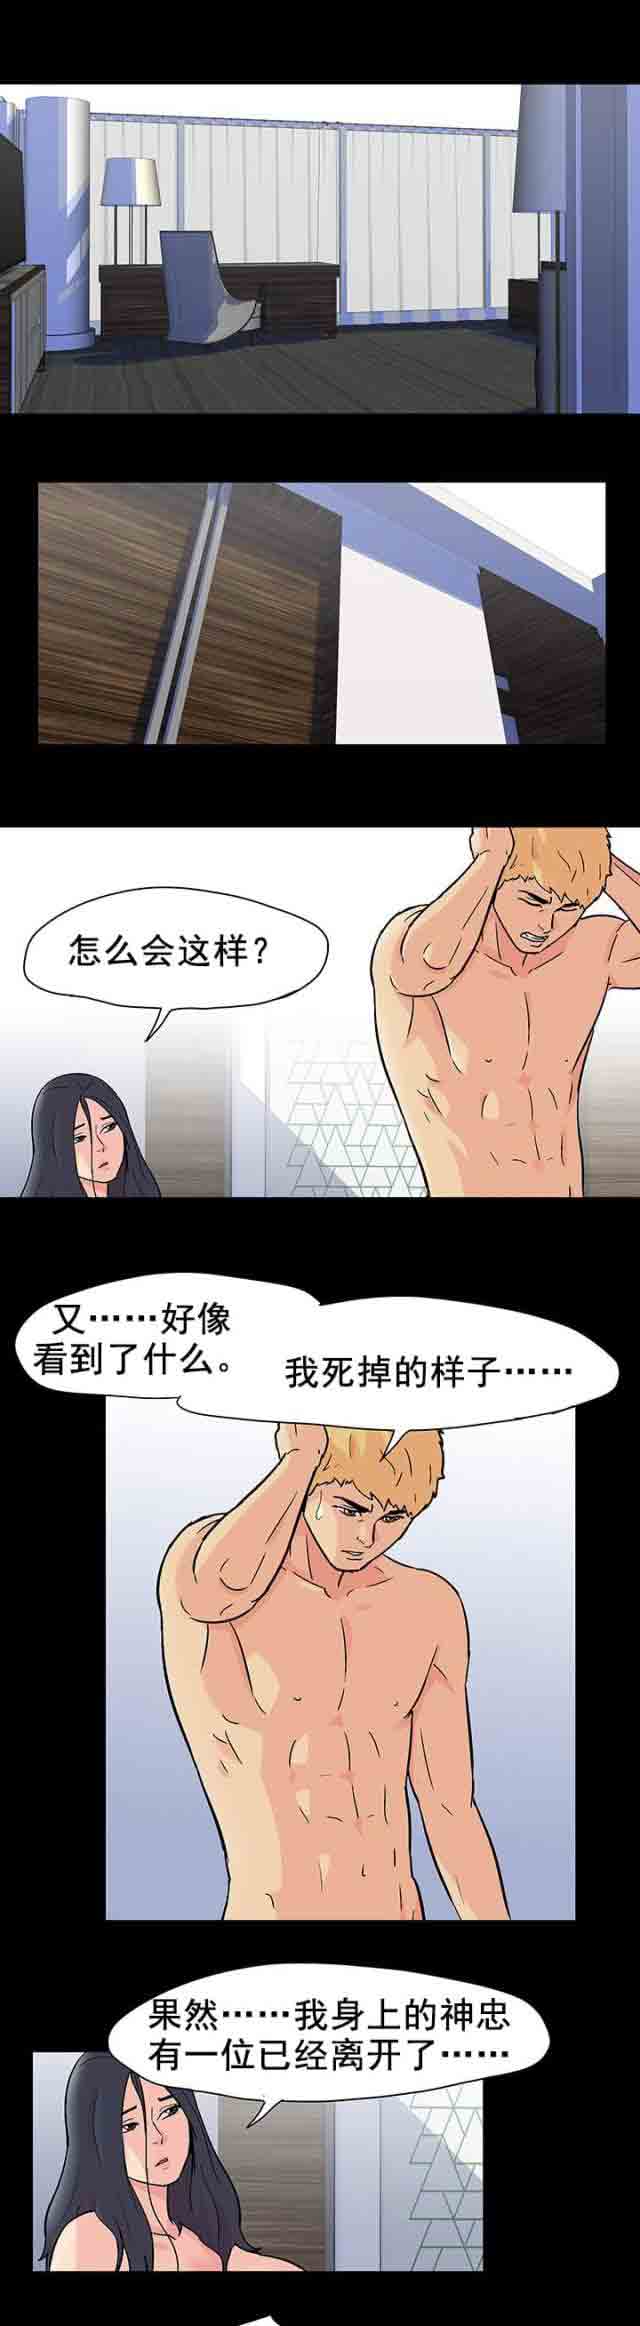 怎么会这样？
又……好像
看到了什么。
我死掉的样子……
果然……我身上的神忠
有一位已经离开了……